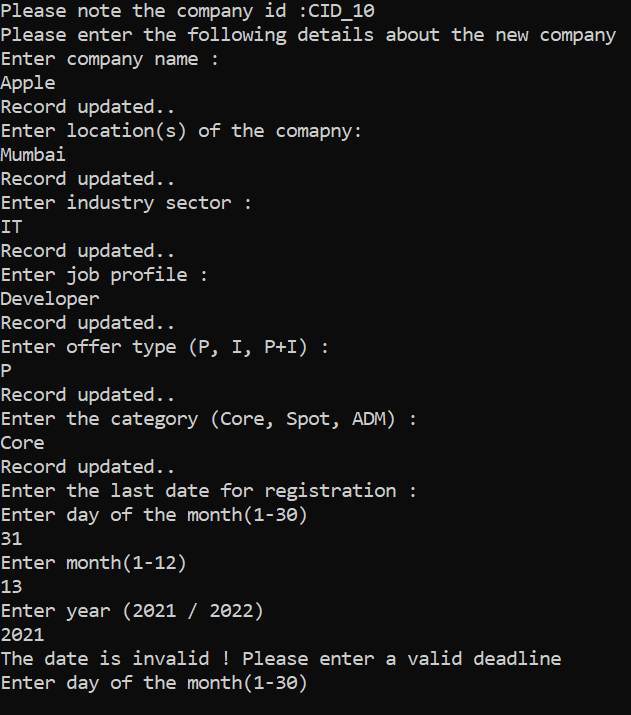 Please note the company id :CID_10
Please enter the following details about the new company
Enter company name :
Apple
Record updated..
Enter location(s) of the comapny:
Mumbai
Record updated..
Enter industry sector :
IT
Record updated..
Enter job profile :
Developer
Record updated..
Enter offer type (P, I, P+I) :
P
Record updated..
Enter the category (Core, Spot, ADM) :
Core
Record updated..
Enter the last date for registration :
Enter day of the month(1-30)
31
Enter month(1-12)
13
Enter year (2021 / 2022)
2021
The date is invalid ! Please enter a valid deadline
Enter day of the month(1-30)